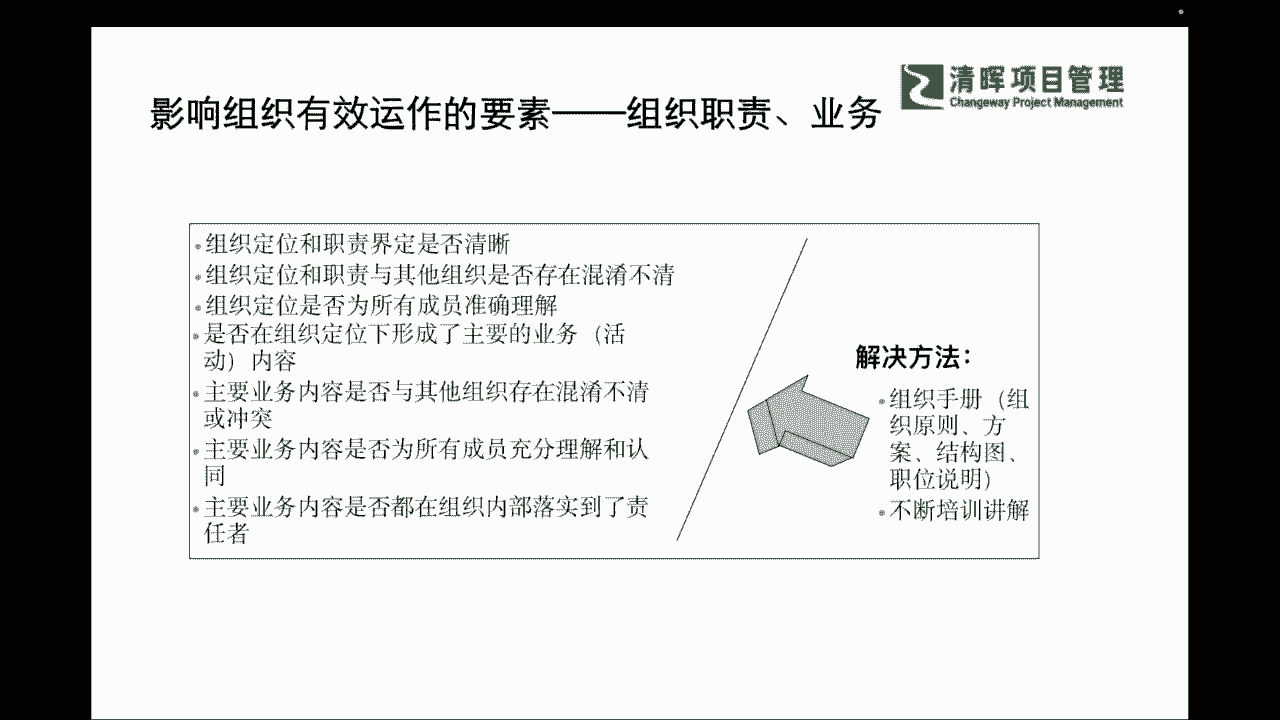 清晖项目管理
Changeway Project Management
影响组织有效运作的要素——组织职责、业务
•组织定位和职责界定是否清晰
•组织定位和职责与其他组织是否存在混淆不清
•组织定位是否为所有成员准确理解
•是否在组织定位下形成了主要的业务（活
动）内容
•主要业务内容是否与其他组织存在混淆不清
或冲突
•主要业务内容是否为所有成员充分理解和认
同
•主要业务内容是否都在组织内部落实到了责
任者
解决方法：
•组织手册（组
织原则、方
案、结构图、
职位说明）
•不断培训讲解